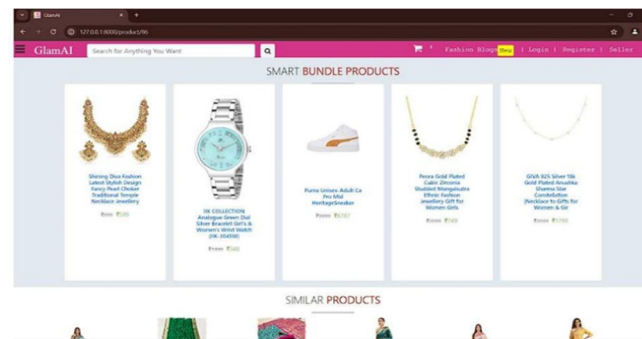 GlamAI
127.0.0.1:8000/product/96
GlamAI
Search for Anything You Want
Fashion Blogs | Login | Register | Seller
SMART BUNDLE PRODUCTS
Shining Diva Fashion
Latest Stylish Design
Fancy Pearl Choker
Traditional Temple
Necklace Jewellery
HK COLLECTION
Analogue Green Dial
Silver Bracelet Girl's &
Women's Wrist Watch
Puma Unisex-Adult Ca
Pro Mid
HeritageSneaker
Peora Gold Plated
Cubic Zirconia
Studded Mangalsutra
Ethnic Fashion
Jewellery Gift for
Women Girls
GIVA 925 Silver 18k
Gold Plated Anushka
Sharma Star
Constellation
(Necklace to Gifts for
Women & Gir
SIMILAR PRODUCTS